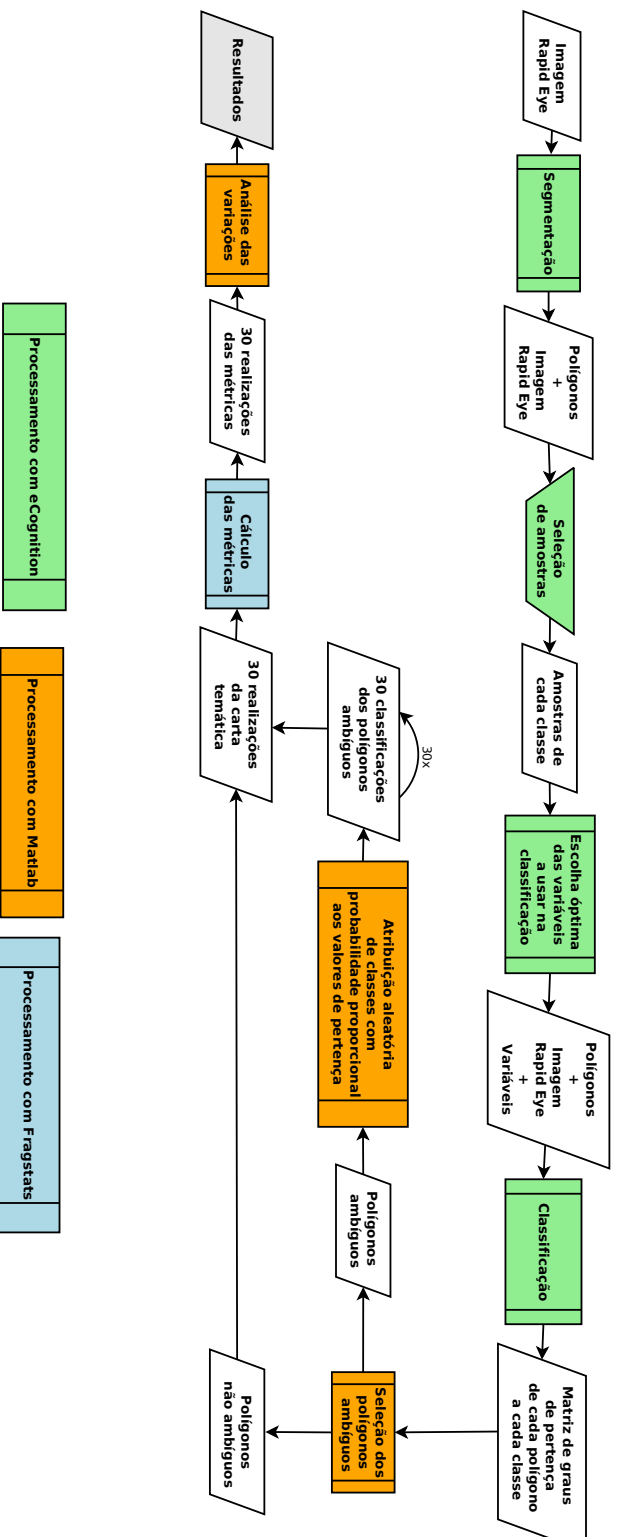 Imagem
Rapid Eye
Segmentação
Polígonos
+
Imagem
Rapid Eye
Seleção
de amostras
Amostras de
cada classe
Escolha óptima
das variáveis
a usar na
classificação
Polígonos
+
Imagem
Rapid Eye
+
Variáveis
Classificação
Matriz de graus
de pertença
de cada polígono
a cada classe
Seleção dos
polígonos
ambíguos
Polígonos
ambíguos
Atribuição aleatória
de classes com
probabilidade proporcional
aos valores de pertença
30x
30 classificações
dos polígonos
ambíguos
Polígonos
não ambíguos
30 realizações
da carta
temática
Cálculo
das métricas
30 realizações
das métricas
Análise das
variações
Resultados
Processamento com eCognition
Processamento com Matlab
Processamento com Fragstats